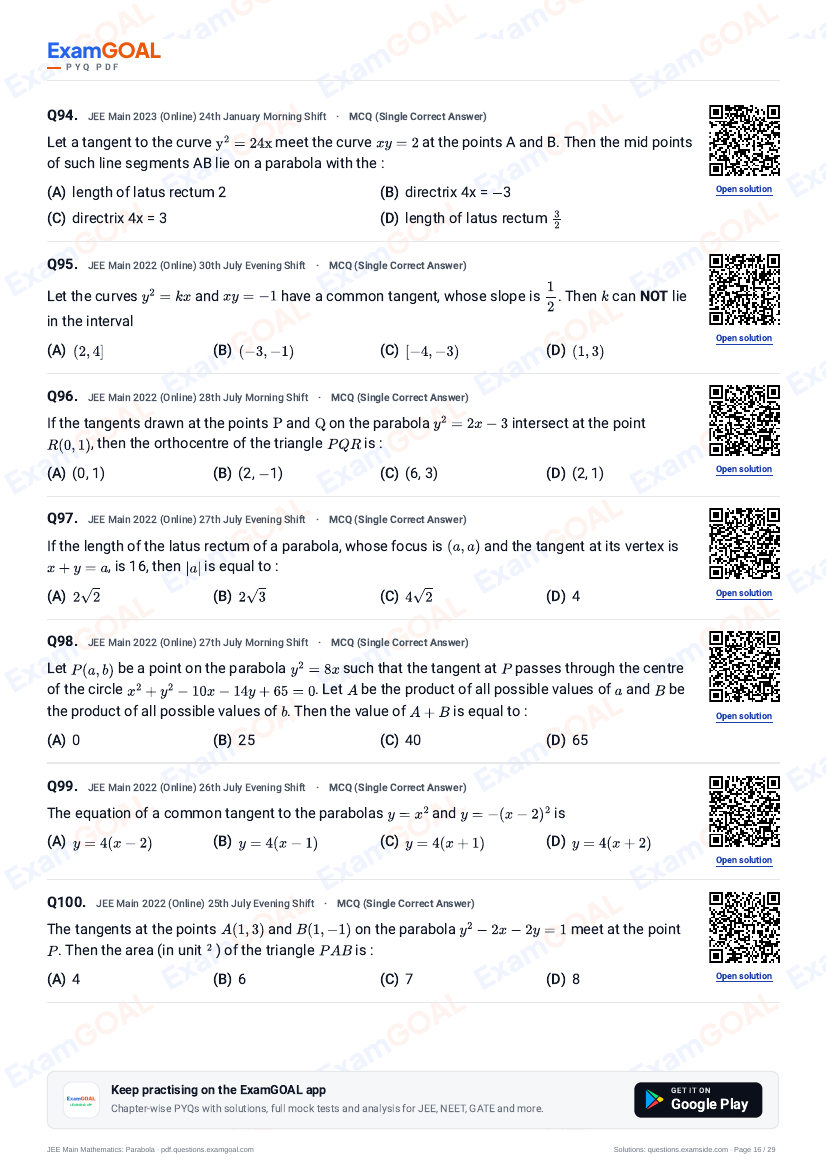 ExamGOAL
PYQ PDF
Q94. JEE Main 2023 (Online) 24th January Morning Shift · MCQ (Single Correct Answer)
Let a tangent to the curve y² = 24x meet the curve xy = 2 at the points A and B. Then the mid points
of such line segments AB lie on a parabola with the :
(A) length of latus rectum 2 (B) directrix 4x = −3
(C) directrix 4x = 3 (D) length of latus rectum 3/2
Open solution
Q95. JEE Main 2022 (Online) 30th July Evening Shift · MCQ (Single Correct Answer)
Let the curves y² = kx and xy = −1 have a common tangent, whose slope is 1/2. Then k can NOT lie
in the interval
(A) (2, 4] (B) (−3, −1) (C) [−4, −3) (D) (1, 3)
Open solution
Q96. JEE Main 2022 (Online) 28th July Morning Shift · MCQ (Single Correct Answer)
If the tangents drawn at the points P and Q on the parabola y² = 2x − 3 intersect at the point
R(0, 1), then the orthocentre of the triangle PQR is :
(A) (0, 1) (B) (2, −1) (C) (6, 3) (D) (2, 1)
Open solution
Q97. JEE Main 2022 (Online) 27th July Evening Shift · MCQ (Single Correct Answer)
If the length of the latus rectum of a parabola, whose focus is (a, a) and the tangent at its vertex is
x + y = a, is 16, then |a| is equal to :
(A) 2√2 (B) 2√3 (C) 4√2 (D) 4
Open solution
Q98. JEE Main 2022 (Online) 27th July Morning Shift · MCQ (Single Correct Answer)
Let P(a, b) be a point on the parabola y² = 8x such that the tangent at P passes through the centre
of the circle x² + y² − 10x − 14y + 65 = 0. Let A be the product of all possible values of a and B be
the product of all possible values of b. Then the value of A + B is equal to :
(A) 0 (B) 25 (C) 40 (D) 65
Open solution
Q99. JEE Main 2022 (Online) 26th July Evening Shift · MCQ (Single Correct Answer)
The equation of a common tangent to the parabolas y = x² and y = −(x − 2)² is
(A) y = 4(x − 2) (B) y = 4(x − 1) (C) y = 4(x + 1) (D) y = 4(x + 2)
Open solution
Q100. JEE Main 2022 (Online) 25th July Evening Shift · MCQ (Single Correct Answer)
The tangents at the points A(1, 3) and B(1, −1) on the parabola y² − 2x − 2y = 1 meet at the point
P. Then the area (in unit ² ) of the triangle PAB is :
(A) 4 (B) 6 (C) 7 (D) 8
Open solution
ExamGOAL
Keep practising on the ExamGOAL app
Chapter-wise PYQs with solutions, full mock tests and analysis for JEE, NEET, GATE and more.
GET IT ON
Google Play
JEE Main Mathematics: Parabola · pdf.questions.examgoal.com Solutions: questions.examside.com · Page 16 / 29